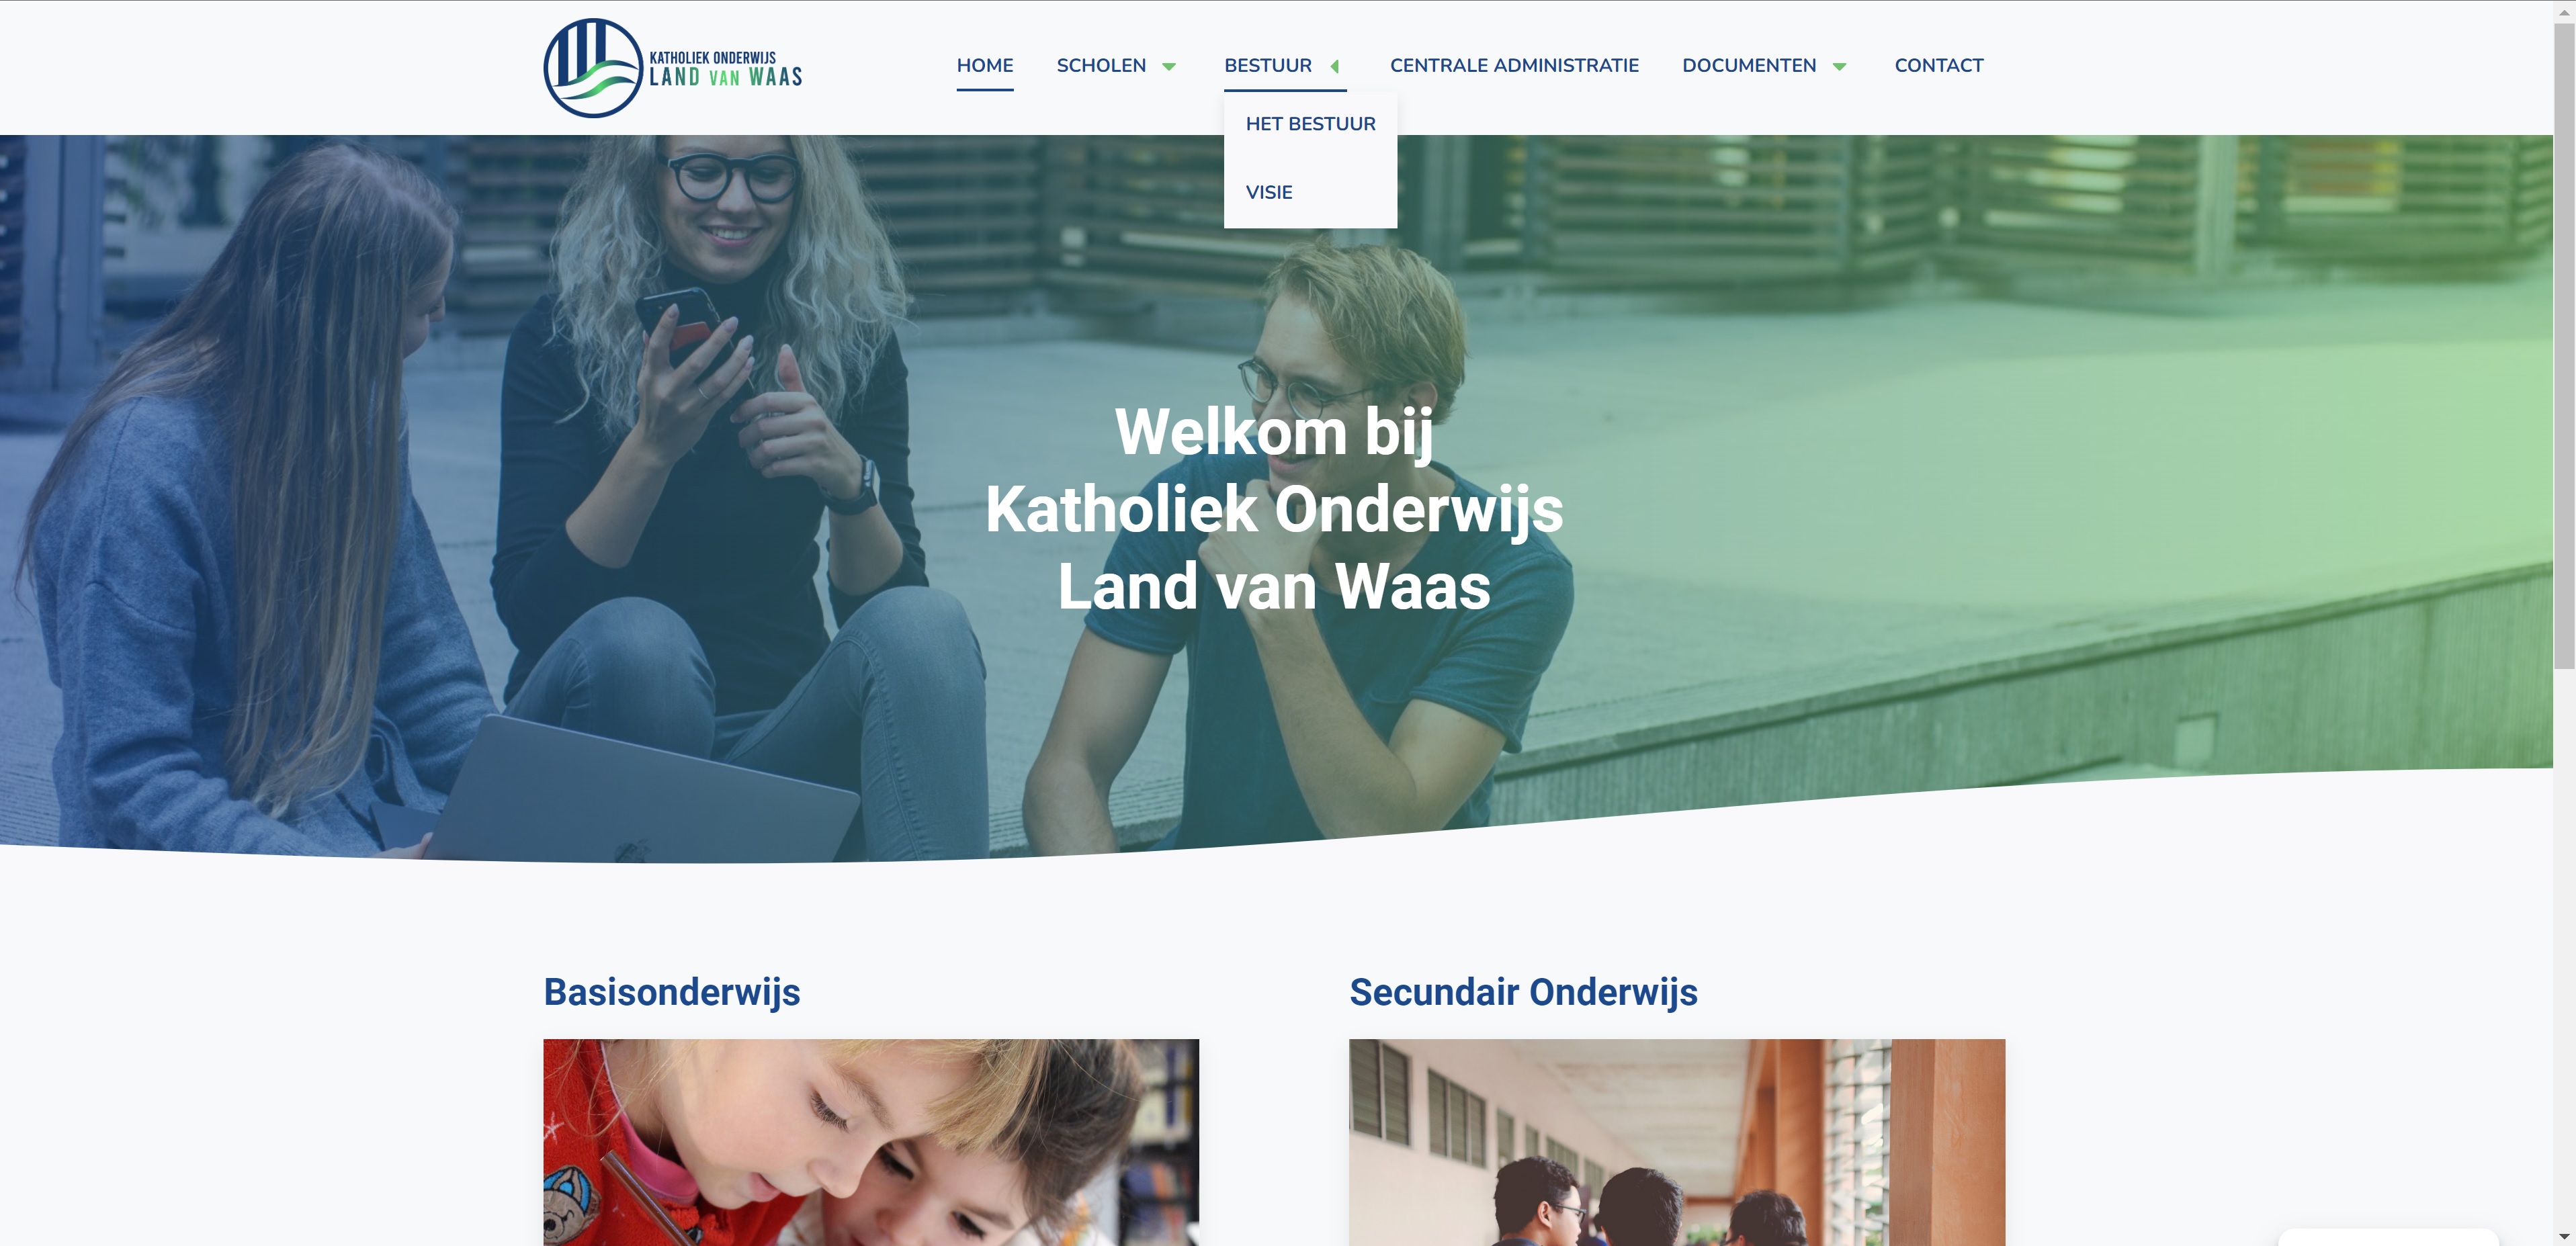 KATHOLIEK ONDERWIJS
LAND VAN WAAS
HOME SCHOLEN BESTUUR CENTRALE ADMINISTRATIE DOCUMENTEN CONTACT
HET BESTUUR
VISIE
Welkom bij
Katholiek Onderwijs
Land van Waas
Basisonderwijs
Secundair Onderwijs